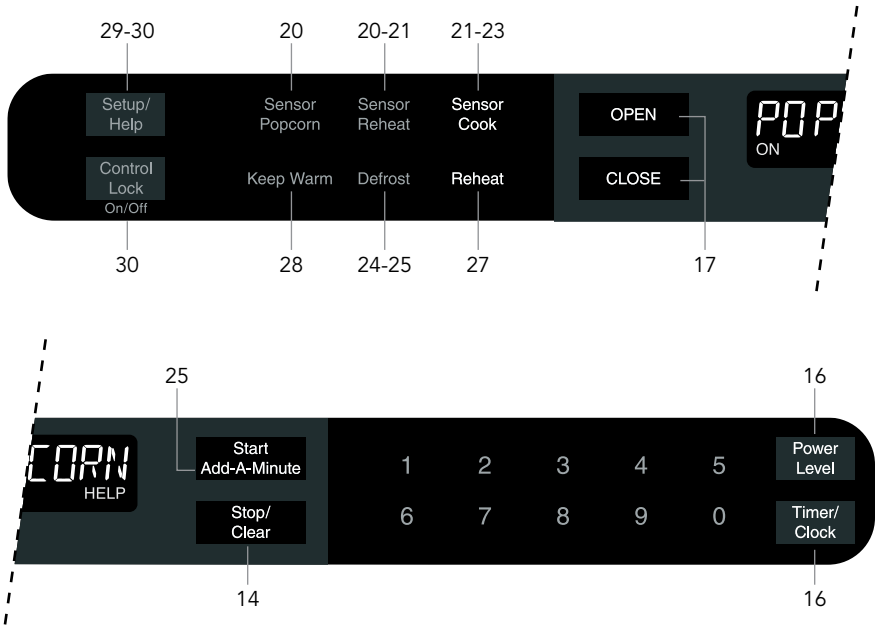 29-30 20 20-21 21-23
Setup/
Help
Sensor
Popcorn
Sensor
Reheat
Sensor
Cook
OPEN
POP
ON
Control
Lock
On/Off
Keep Warm
Defrost
Reheat
CLOSE
30 28 24-25 27 17
25 16
CORN
HELP
Start
Add-A-Minute
1 2 3 4 5
Power
Level
Stop/
Clear
6 7 8 9 0
Timer/
Clock
14 16